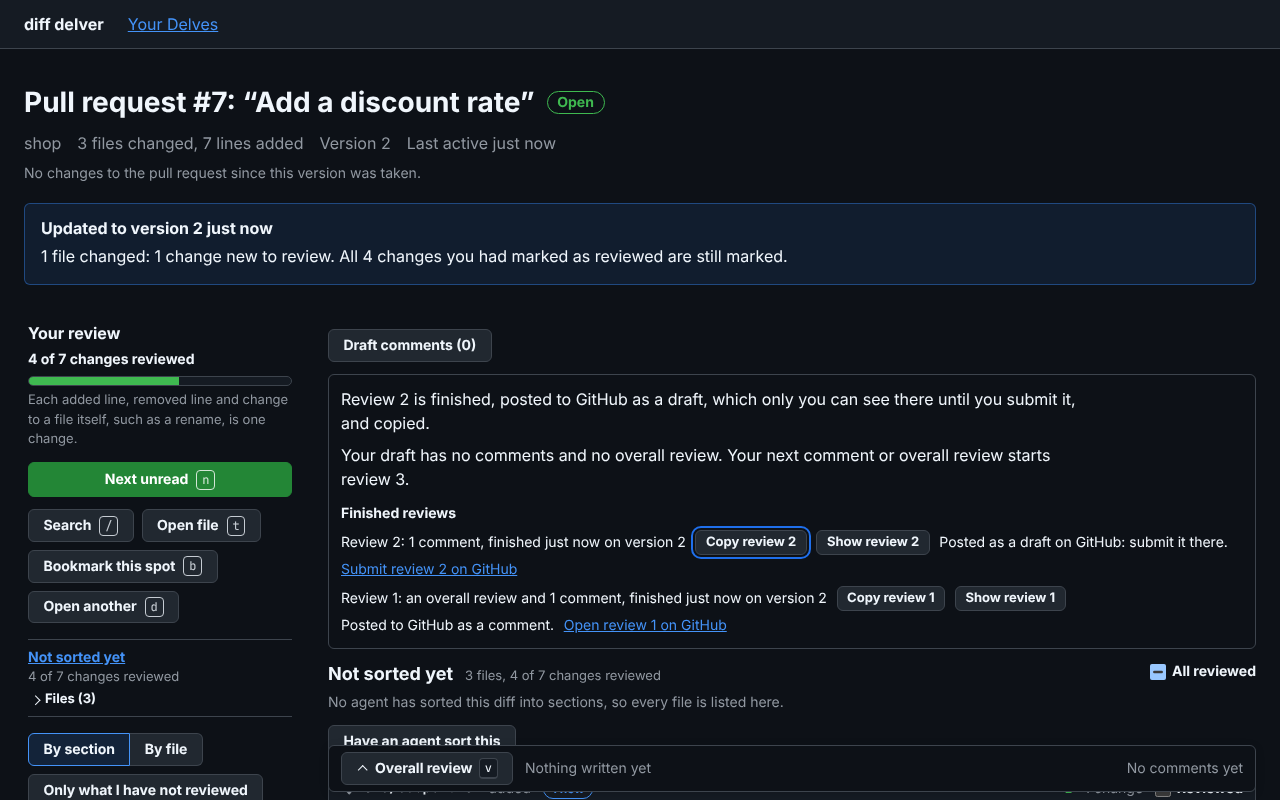 diff delver Your Delves
Pull request #7: “Add a discount rate” Open
shop 3 files changed, 7 lines added Version 2 Last active just now
No changes to the pull request since this version was taken.
Updated to version 2 just now
1 file changed: 1 change new to review. All 4 changes you had marked as reviewed are still marked.
Your review
4 of 7 changes reviewed
Each added line, removed line and change
to a file itself, such as a rename, is one
change.
Next unread n
Search / Open file t
Bookmark this spot b
Open another d
Not sorted yet
4 of 7 changes reviewed
Files (3)
By section By file
Only what I have not reviewed
Draft comments (0)
Review 2 is finished, posted to GitHub as a draft, which only you can see there until you submit it,
and copied.
Your draft has no comments and no overall review. Your next comment or overall review starts
review 3.
Finished reviews
Review 2: 1 comment, finished just now on version 2 Copy review 2 Show review 2 Posted as a draft on GitHub: submit it there.
Submit review 2 on GitHub
Review 1: an overall review and 1 comment, finished just now on version 2 Copy review 1 Show review 1
Posted to GitHub as a comment. Open review 1 on GitHub
Not sorted yet 3 files, 4 of 7 changes reviewed All reviewed
No agent has sorted this diff into sections, so every file is listed here.
Have an agent sort this
Overall review v Nothing written yet No comments yet